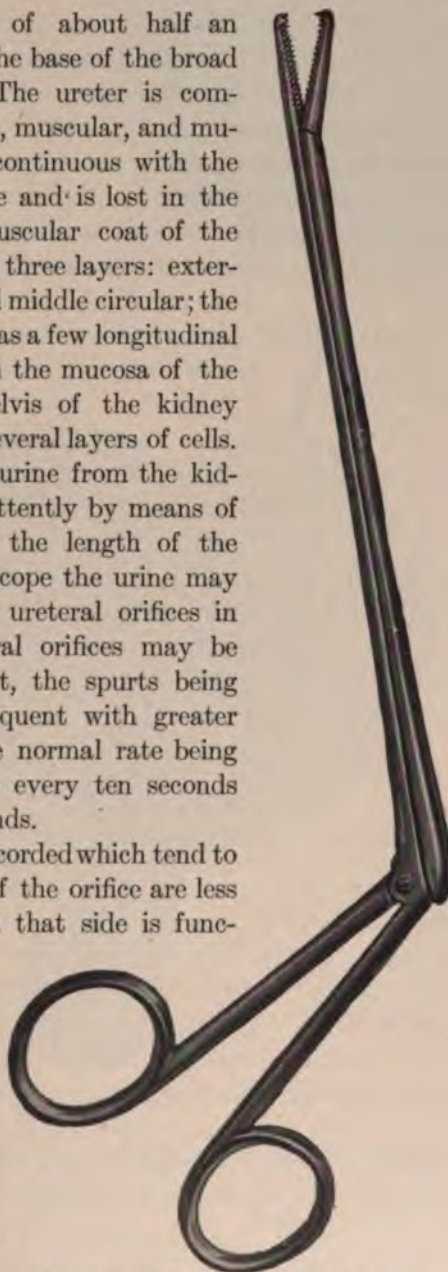 of about half an
he base of the broad
The ureter is com-
, muscular, and mu-
continuous with the
e and is lost in the
uscular coat of the
three layers: exter-
l middle circular; the
as a few longitudinal
the mucosa of the
lvis of the kidney
everal layers of cells.
urine from the kid-
ttently by means of
the length of the
cope the urine may
ureteral orifices in
al orifices may be
t, the spurts being
quent with greater
e normal rate being
every ten seconds
nds.
corded which tend to
f the orifice are less
that side is func-